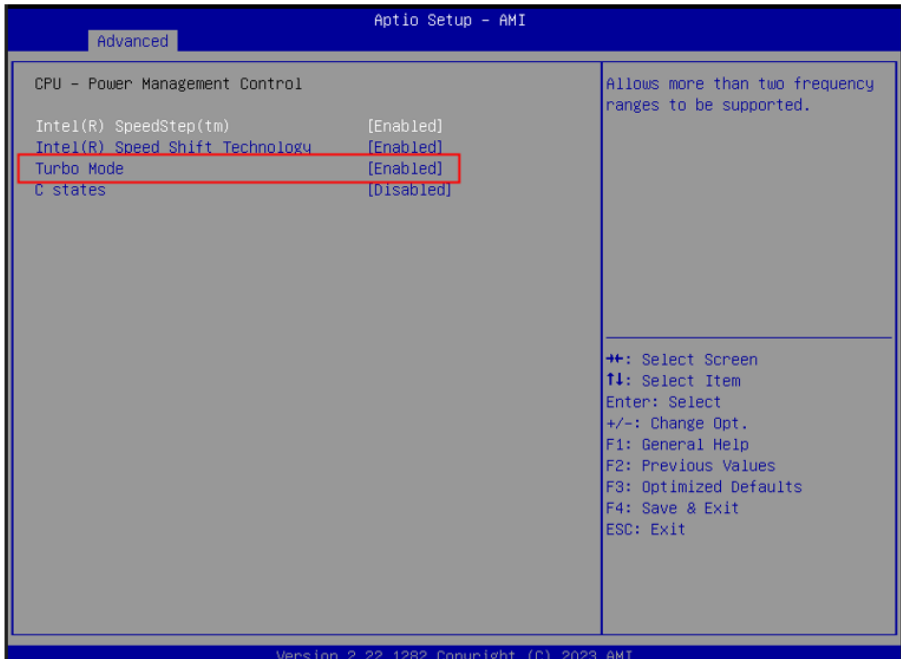 Aptio Setup - AMI
Advanced
CPU - Power Management Control
Intel(R) SpeedStep(tm) [Enabled]
Intel(R) Speed Shift Technology [Enabled]
Turbo Mode [Enabled]
C states [Disabled]
Allows more than two frequency
ranges to be supported.
→←: Select Screen
↑↓: Select Item
Enter: Select
+/-: Change Opt.
F1: General Help
F2: Previous Values
F3: Optimized Defaults
F4: Save & Exit
ESC: Exit
Version 2.22.1282 Copyright (C) 2023 AMI